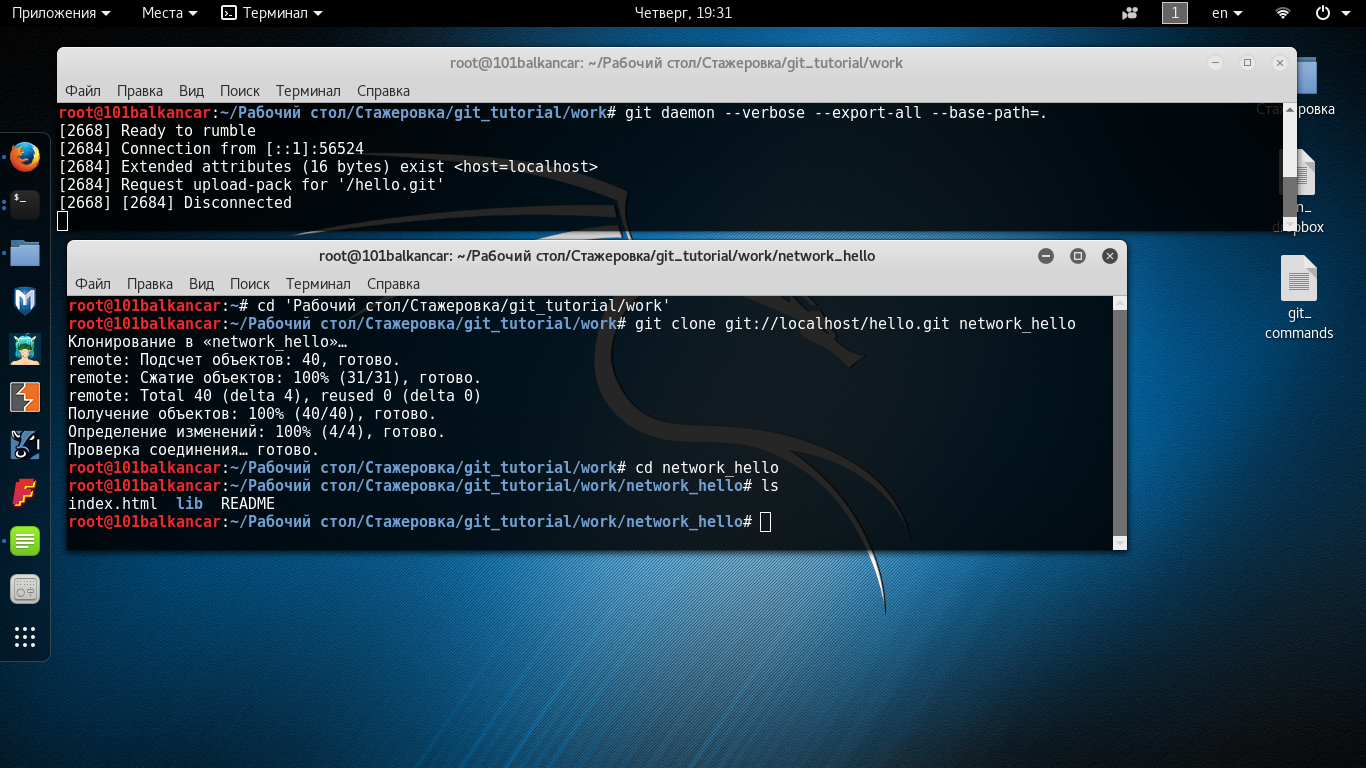 Приложения Места Терминал Четверг, 19:31 1 en
root@101balkancar: ~/Рабочий стол/Стажеровка/git_tutorial/work
Файл Правка Вид Поиск Терминал Справка
root@101balkancar:~/Рабочий стол/Стажеровка/git_tutorial/work# git daemon --verbose --export-all --base-path=.
[2668] Ready to rumble
[2684] Connection from [::1]:56524
[2684] Extended attributes (16 bytes) exist <host=localhost>
[2684] Request upload-pack for '/hello.git'
[2668] [2684] Disconnected
root@101balkancar: ~/Рабочий стол/Стажеровка/git_tutorial/work/network_hello
Файл Правка Вид Поиск Терминал Справка
root@101balkancar:~# cd 'Рабочий стол/Стажеровка/git_tutorial/work'
root@101balkancar:~/Рабочий стол/Стажеровка/git_tutorial/work# git clone git://localhost/hello.git network_hello
Клонирование в «network_hello»…
remote: Подсчет объектов: 40, готово.
remote: Сжатие объектов: 100% (31/31), готово.
remote: Total 40 (delta 4), reused 0 (delta 0)
Получение объектов: 100% (40/40), готово.
Определение изменений: 100% (4/4), готово.
Проверка соединения… готово.
root@101balkancar:~/Рабочий стол/Стажеровка/git_tutorial/work# cd network_hello
root@101balkancar:~/Рабочий стол/Стажеровка/git_tutorial/work/network_hello# ls
index.html lib README
root@101balkancar:~/Рабочий стол/Стажеровка/git_tutorial/work/network_hello#
git_
commands